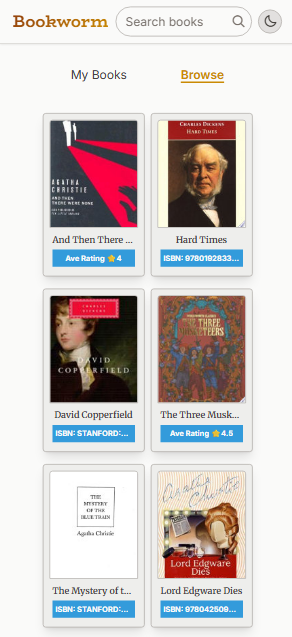 Bookworm
Search books
My Books
Browse
AGATHA
CHRISTIE
AND THEN
THERE WERE NONE
And Then There ...
Ave Rating ⭐4
CHARLES DICKENS
HARD TIMES
Hard Times
ISBN: 9780192833...
CHARLES
DICKENS
DAVID
COPPERFIELD
David Copperfield
ISBN: STANFORD:...
THE THREE
MUSKETEERS
The Three Musk...
Ave Rating ⭐4.5
THE
MYSTERY
OF THE
BLUE TRAIN
Agatha Christie
The Mystery of t...
ISBN: STANFORD:...
Agatha Christie
Lord Edgware
Dies
Lord Edgware Dies
ISBN: 978042509...